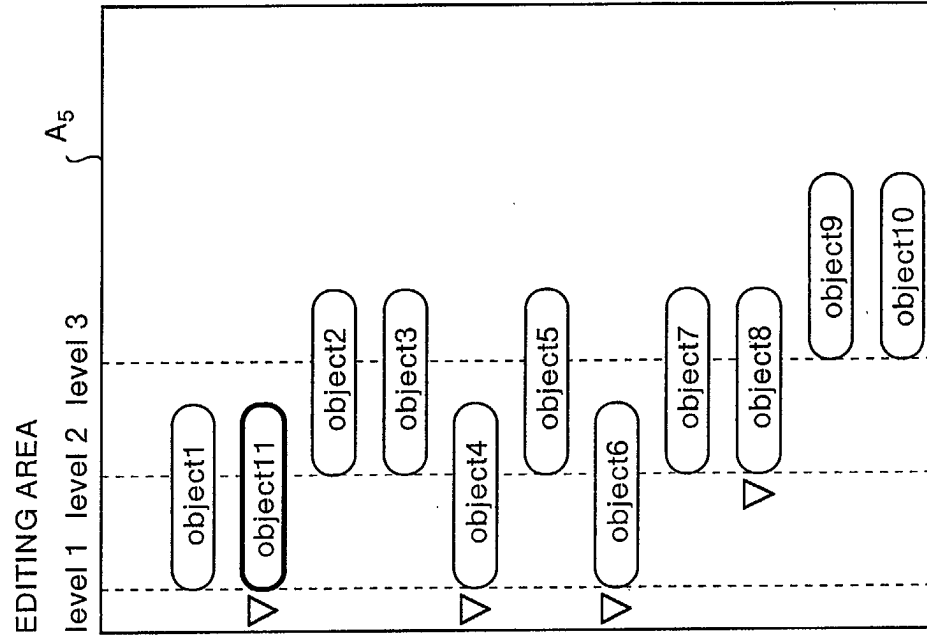 EDITING AREA
level 1 level 2 level 3
A5
object1
object11
object2
object3
object4
object5
object6
object7
object8
object9
object10